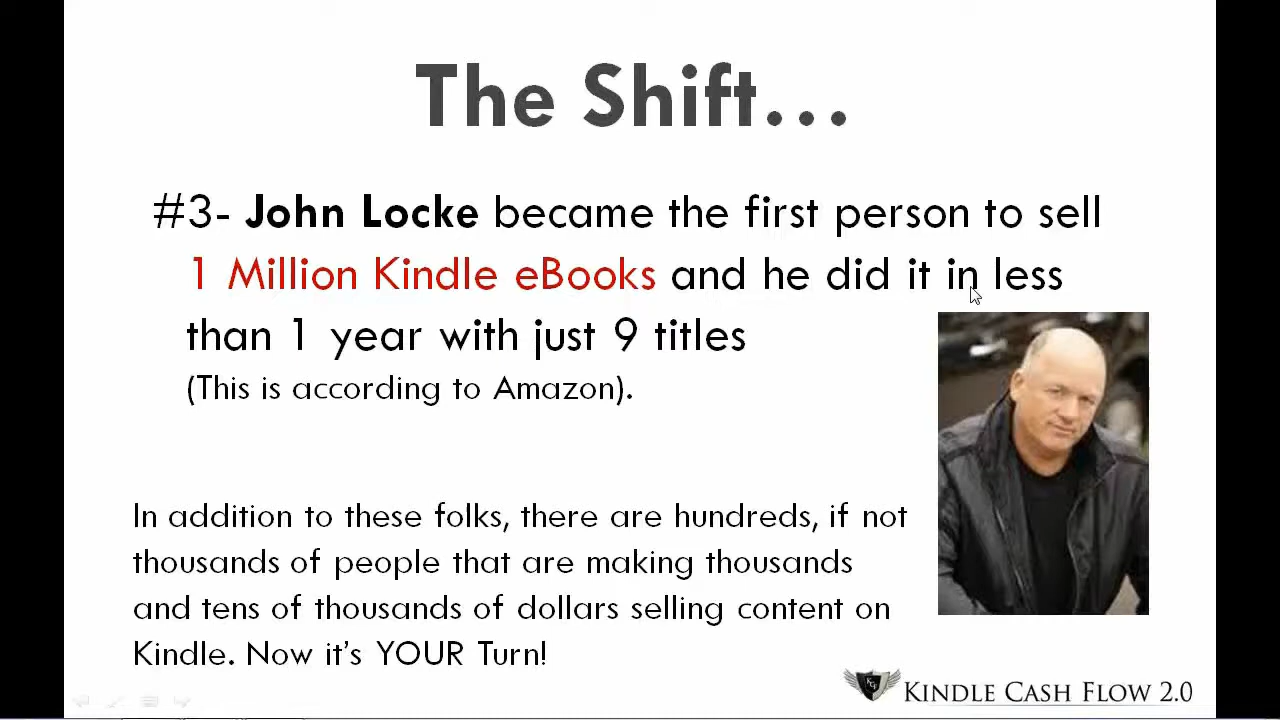 The Shift...
#3- John Locke became the first person to sell
1 Million Kindle eBooks and he did it in less
than 1 year with just 9 titles
(This is according to Amazon).
In addition to these folks, there are hundreds, if not
thousands of people that are making thousands
and tens of thousands of dollars selling content on
Kindle. Now it's YOUR Turn!
KINDLE CASH FLOW 2.0